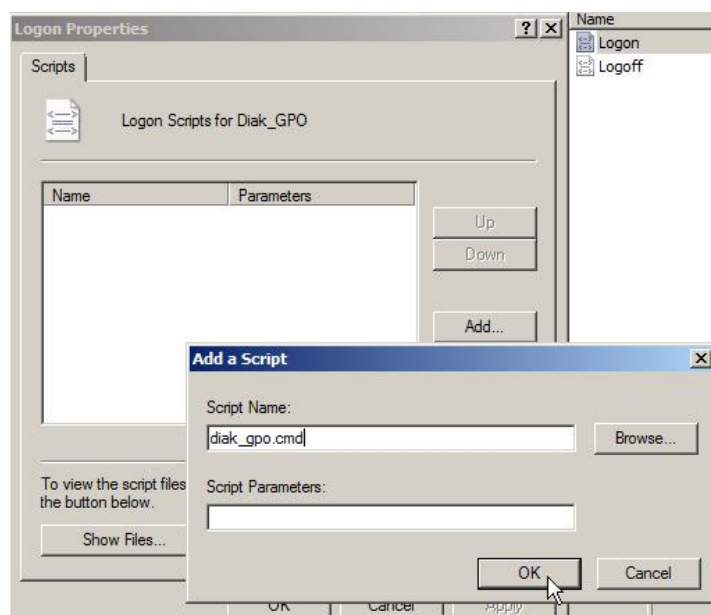 Logon Properties
Name
Logon
Logoff
Scripts
Logon Scripts for Diak_GPO
Name Parameters
Up
Down
Add...
Add a Script
Script Name:
diak_gpo.cmd
Browse...
To view the script files
the button below.
Script Parameters:
Show Files...
OK Cancel
OK Cancel Apply